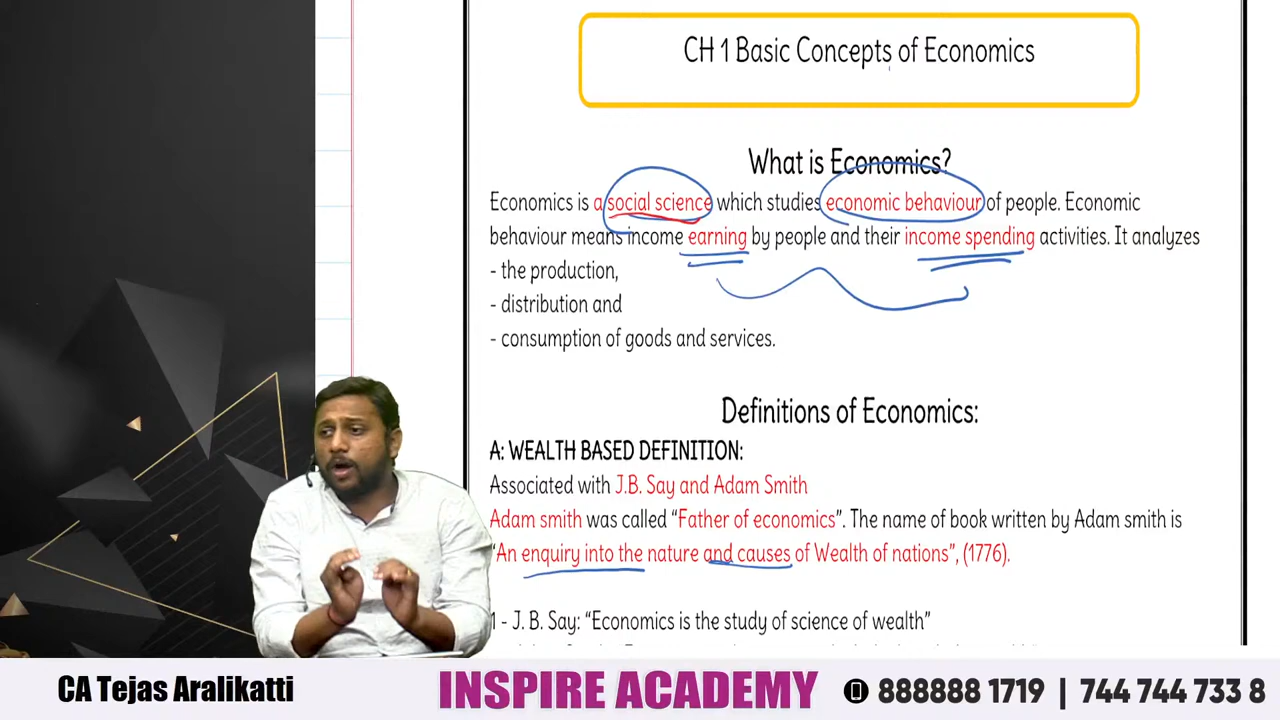 CH 1 Basic Concepts of Economics
What is Economics?
Economics is a social science which studies economic behaviour of people. Economic
behaviour means income earning by people and their income spending activities. It analyzes
- the production,
- distribution and
- consumption of goods and services.
Definitions of Economics:
A: WEALTH BASED DEFINITION:
Associated with J.B. Say and Adam Smith
Adam smith was called “Father of economics”. The name of book written by Adam smith is
“An enquiry into the nature and causes of Wealth of nations”, (1776).
1 - J. B. Say: “Economics is the study of science of wealth”
CA Tejas Aralikatti
INSPIRE ACADEMY
888888 1719 | 744 744 733 8